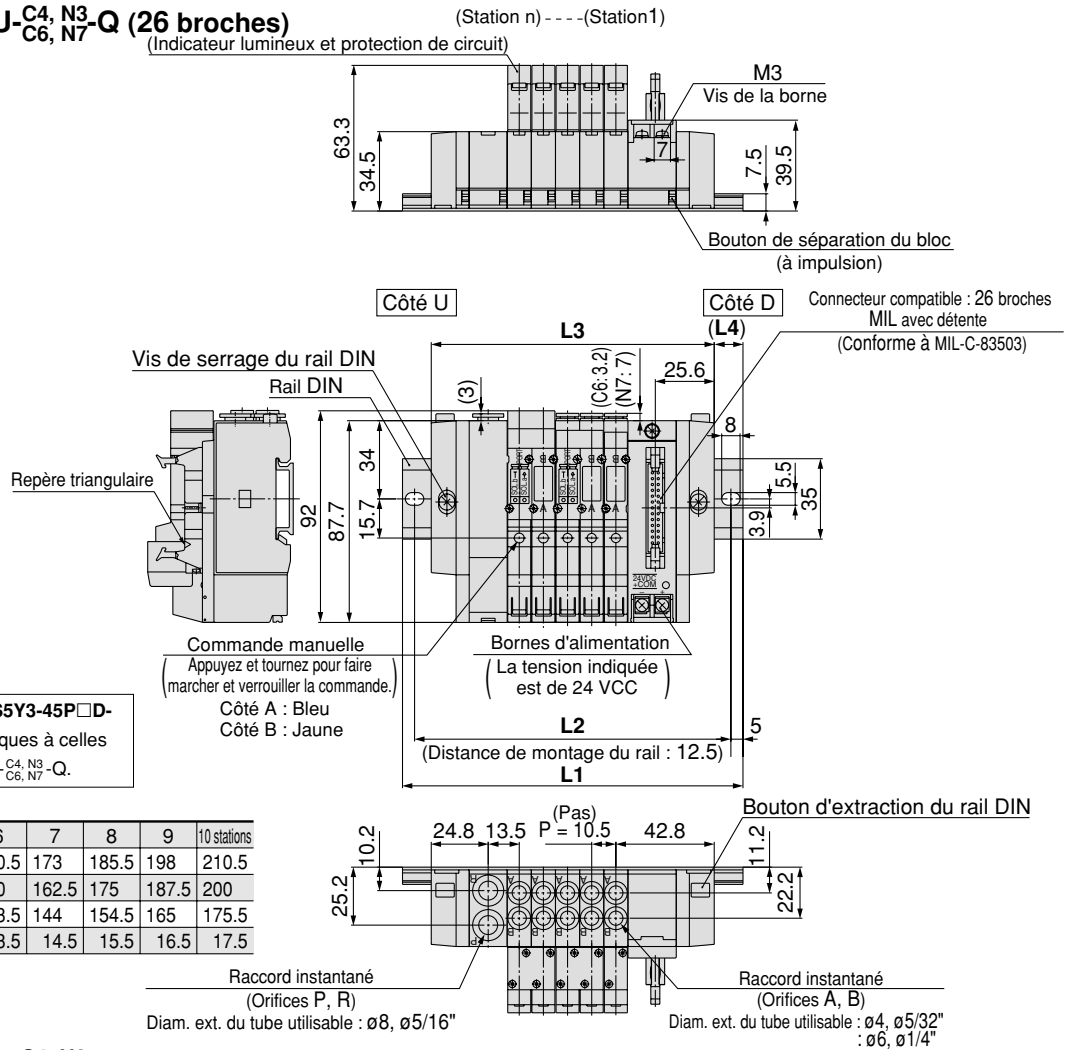 U-C4, N3 C6, N7-Q (26 broches)
(Station n)----(Station1)
(Indicateur lumineux et protection de circuit)
M3
Vis de la borne
63.3
34.5
7
7.5
39.5
Bouton de séparation du bloc
(à impulsion)
Côté U
Côté D
Connecteur compatible : 26 broches
MIL avec détente
(Conforme à MIL-C-83503)
L3
(L4)
Vis de serrage du rail DIN
Rail DIN
(3)
(C6: 3.2)
(N7: 7)
25.6
8
Repère triangulaire
92
87.7
34
15.7
5.5
3.9
35
24VDC
+COM
- +
Commande manuelle
(Appuyez et tournez pour faire
marcher et verrouiller la commande.)
Côté A : Bleu
Côté B : Jaune
Bornes d'alimentation
(La tension indiquée
est de 24 VCC)
S5Y3-45P□D-
ques à celles
-C4, N3 C6, N7-Q.
L2
5
(Distance de montage du rail : 12.5)
L1
7 8 9 10 stations
0.5 173 185.5 198 210.5
0 162.5 175 187.5 200
3.5 144 154.5 165 175.5
3.5 14.5 15.5 16.5 17.5
(Pas)
24.8 13.5 P = 10.5 42.8
Bouton d'extraction du rail DIN
10.2
25.2
11.2
22.2
Raccord instantané
(Orifices P, R)
Diam. ext. du tube utilisable : ø8, ø5/16"
Raccord instantané
(Orifices A, B)
Diam. ext. du tube utilisable : ø4, ø5/32"
: ø6, ø1/4"